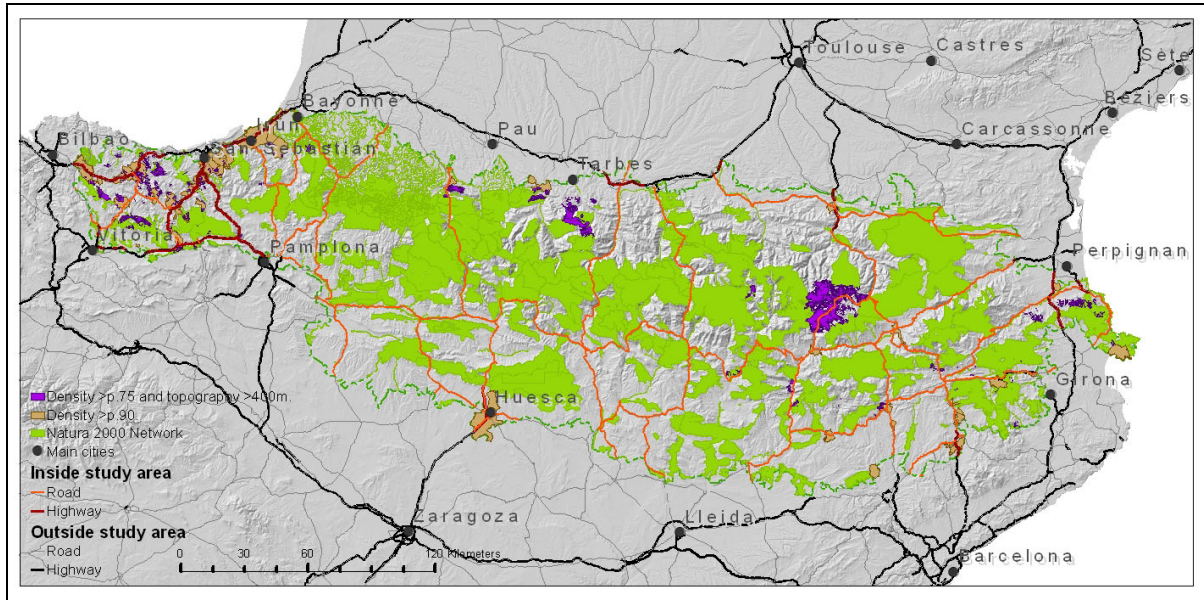 Toulouse
Castres
Sète
Béziers
Bayonne
Irun
Bilbao
San Sebastian
Pau
Carcassonne
Tarbes
Vitoria
Pamplona
Perpignan
Density >p.75 and topography >400m.
Density >p.90
Natura 2000 Network
Main cities
Inside study area
Road
Highway
Outside study area
Road
Highway
Huesca
Girona
Zaragoza
Lleida
0 30 60 120 Kilometers
Barcelona